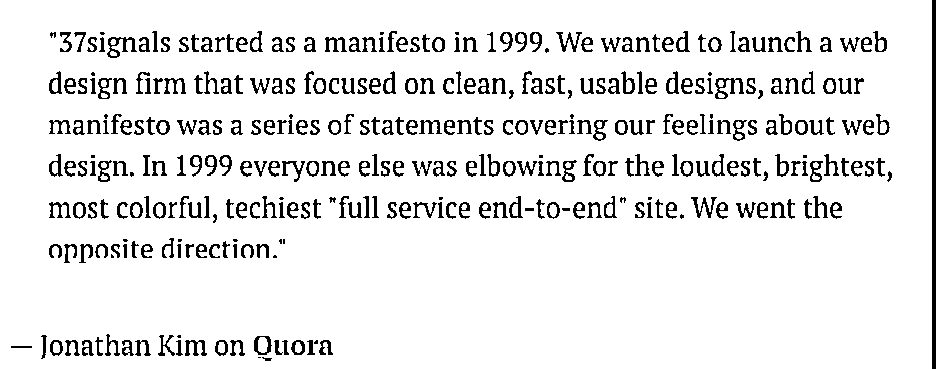 "37signals started as a manifesto in 1999. We wanted to launch a web
design firm that was focused on clean, fast, usable designs, and our
manifesto was a series of statements covering our feelings about web
design. In 1999 everyone else was elbowing for the loudest, brightest,
most colorful, techiest "full service end-to-end" site. We went the
opposite direction."
— Jonathan Kim on Quora